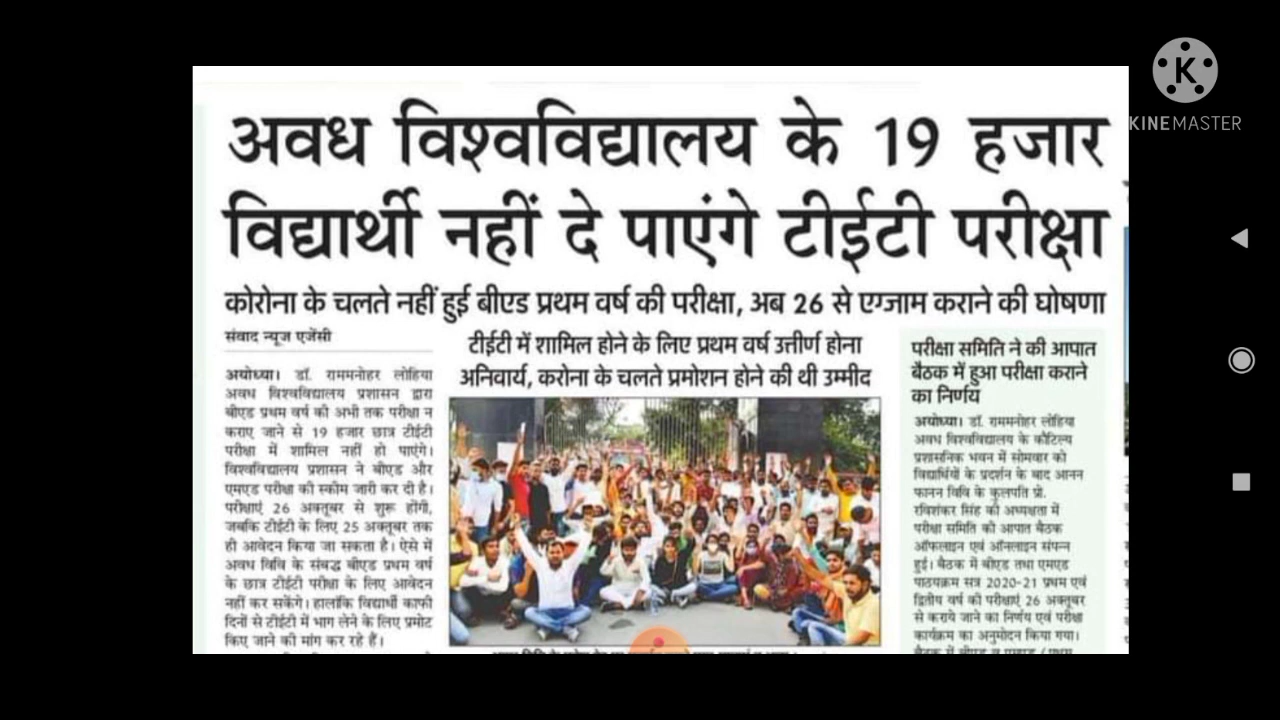 अवध विश्वविद्यालय के 19 हजार
विद्यार्थी नहीं दे पाएंगे टीईटी परीक्षा
कोरोना के चलते नहीं हुई बीएड प्रथम वर्ष की परीक्षा, अब 26 से एग्जाम कराने की घोषणा
संवाद न्यूज एजेंसी
अयोध्या। डॉ. राममनोहर लोहिया
अवध विश्वविद्यालय प्रशासन द्वारा
बीएड प्रथम वर्ष की अभी तक परीक्षा न
कराए जाने से 19 हजार छात्र टीईटी
परीक्षा में शामिल नहीं हो पाएंगे।
विश्वविद्यालय प्रशासन ने बीएड और
एमएड परीक्षा की स्कीम जारी कर दी है।
परीक्षाएं 26 अक्तूबर से शुरू होंगी,
जबकि टीईटी के लिए 25 अक्तूबर तक
ही आवेदन किया जा सकता है। ऐसे में
अवध विवि के संबद्ध बीएड प्रथम वर्ष
के छात्र टीईटी परीक्षा के लिए आवेदन
नहीं कर सकेंगे। हालांकि विद्यार्थी काफी
दिनों से टीईटी में भाग लेने के लिए प्रमोट
किए जाने की मांग कर रहे हैं।
टीईटी में शामिल होने के लिए प्रथम वर्ष उत्तीर्ण होना
अनिवार्य, करोना के चलते प्रमोशन होने की थी उम्मीद
परीक्षा समिति ने की आपात
बैठक में हुआ परीक्षा कराने
का निर्णय
अयोध्या। डॉ. राममनोहर लोहिया
अवध विश्वविद्यालय के कौटिल्य
प्रशासनिक भवन में सोमवार को
विद्यार्थियों के प्रदर्शन के बाद आनन
फानन विवि के कुलपति प्रो.
रविशंकर सिंह की अध्यक्षता में
परीक्षा समिति की आपात बैठक
ऑफलाइन एवं ऑनलाइन संपन्न
हुई। बैठक में बीएड तथा एमएड
पाठयक्रम सत्र 2020-21 प्रथम एवं
द्वितीय वर्ष की परीक्षाएं 26 अक्तूबर
से कराये जाने का निर्णय एवं परीक्षा
कार्यक्रम का अनुमोदन किया गया।
K
KINEMASTER